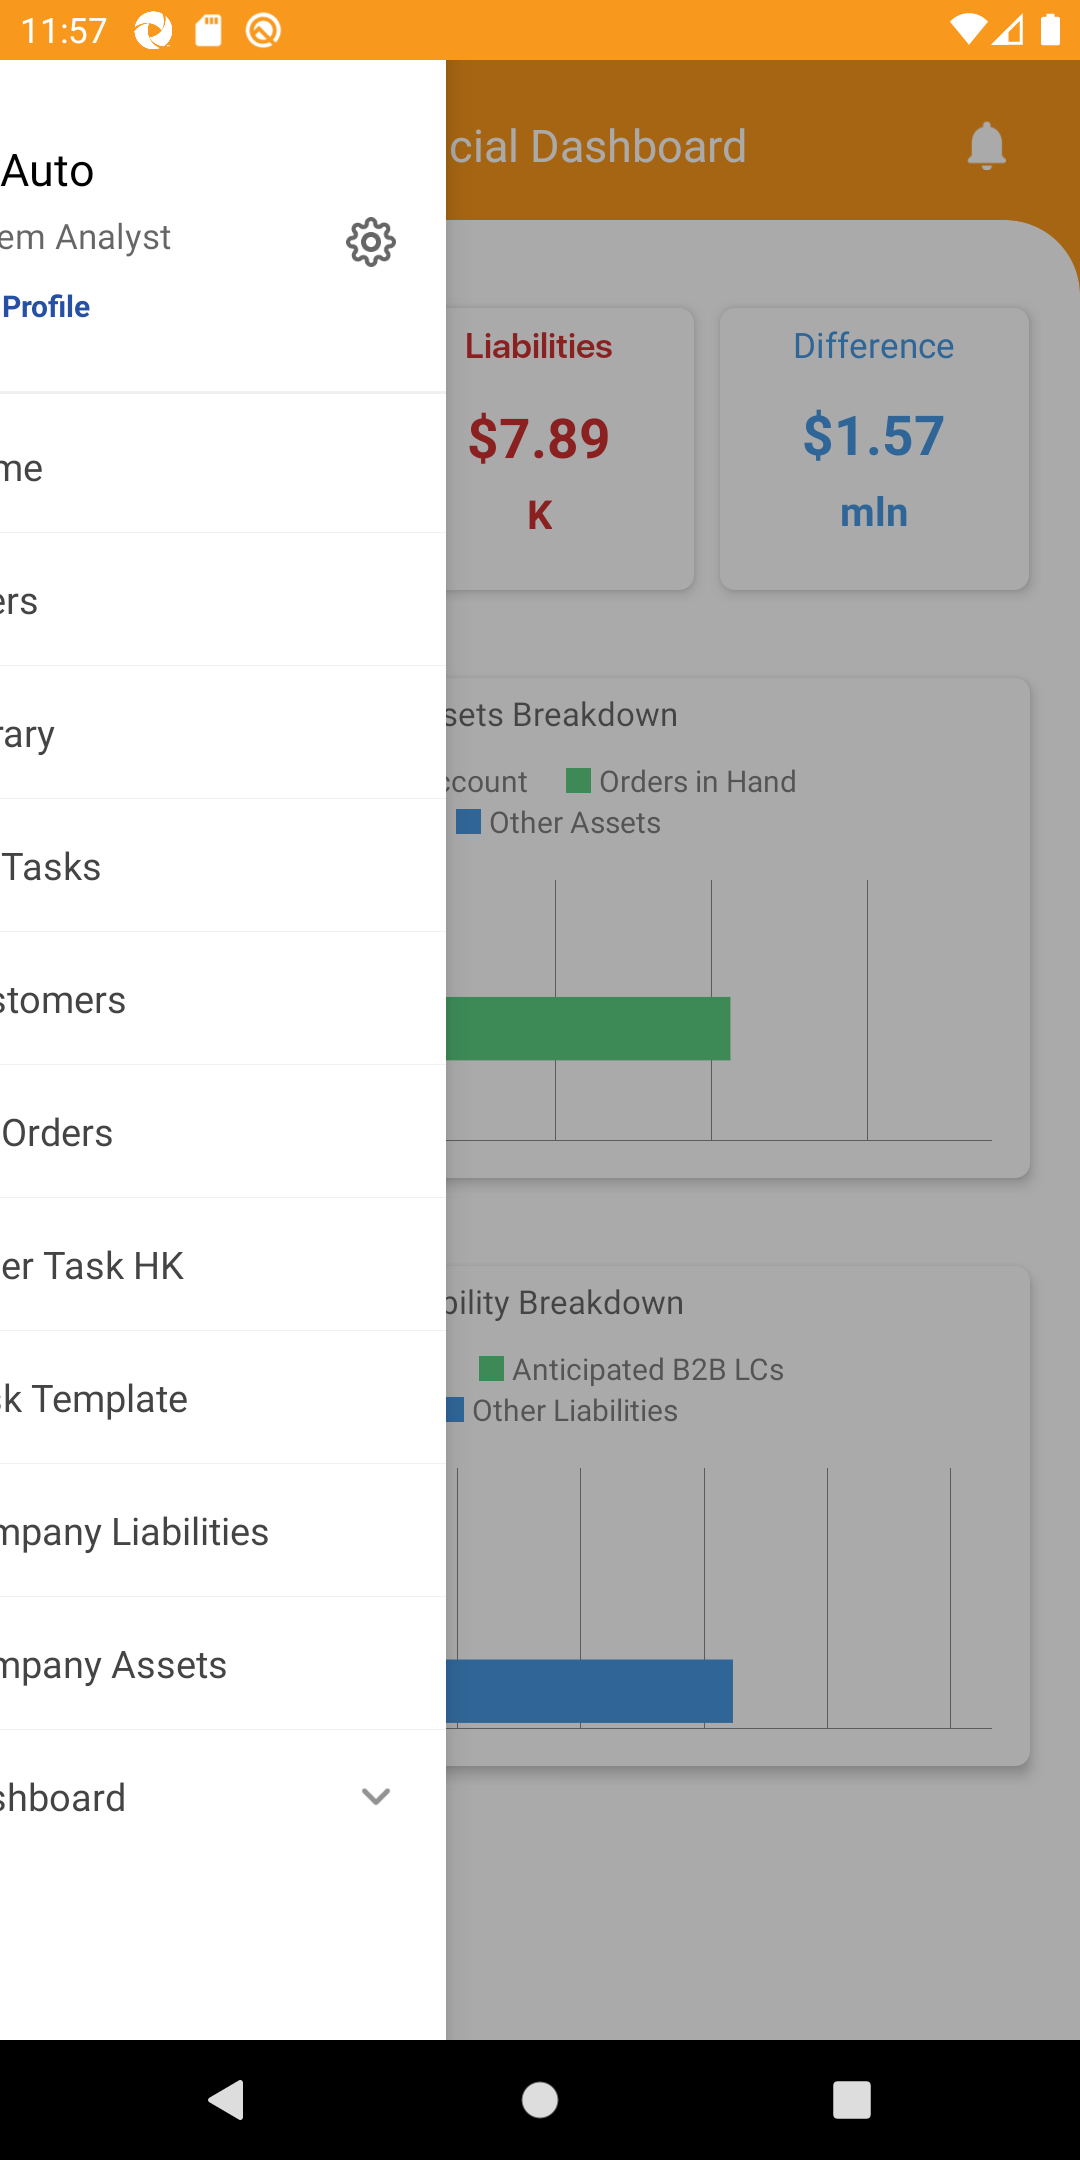 11:57
Auto
em Analyst
Profile
me
ers
rary
Tasks
stomers
Orders
er Task HK
sk Template
mpany Liabilities
mpany Assets
shboard
cial Dashboard
Liabilities
$7.89
K
Difference
$1.57
mln
sets Breakdown
ccount
Orders in Hand
Other Assets
bility Breakdown
Anticipated B2B LCs
Other Liabilities